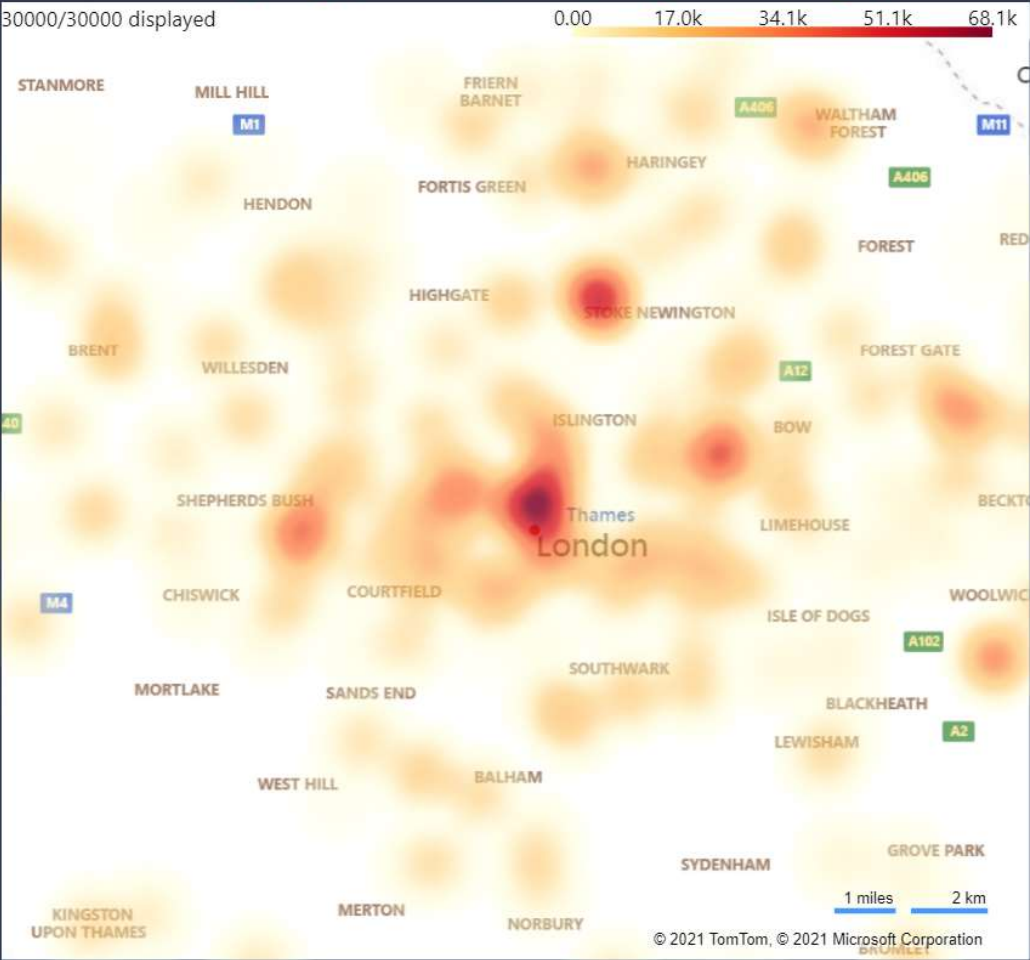 30000/30000 displayed
0.00 17.0k 34.1k 51.1k 68.1k
STANMORE
MILL HILL
FRIERN
BARNET
M1
A406
WALTHAM
FOREST
M11
HARINGEY
FORTIS GREEN
A406
HENDON
FOREST
RED
HIGHGATE
STOKE NEWINGTON
BRENT
WILLESDEN
FOREST GATE
A12
40
ISLINGTON
BOW
SHEPHERDS BUSH
BECKTO
Thames
London
LIMEHOUSE
M4
CHISWICK
COURTFIELD
WOOLWIC
ISLE OF DOGS
A102
SOUTHWARK
MORTLAKE
SANDS END
BLACKHEATH
A2
LEWISHAM
WEST HILL
BALHAM
SYDENHAM
GROVE PARK
1 miles 2 km
KINGSTON
UPON THAMES
MERTON
NORBURY
© 2021 TomTom, © 2021 Microsoft Corporation
BROMLEY